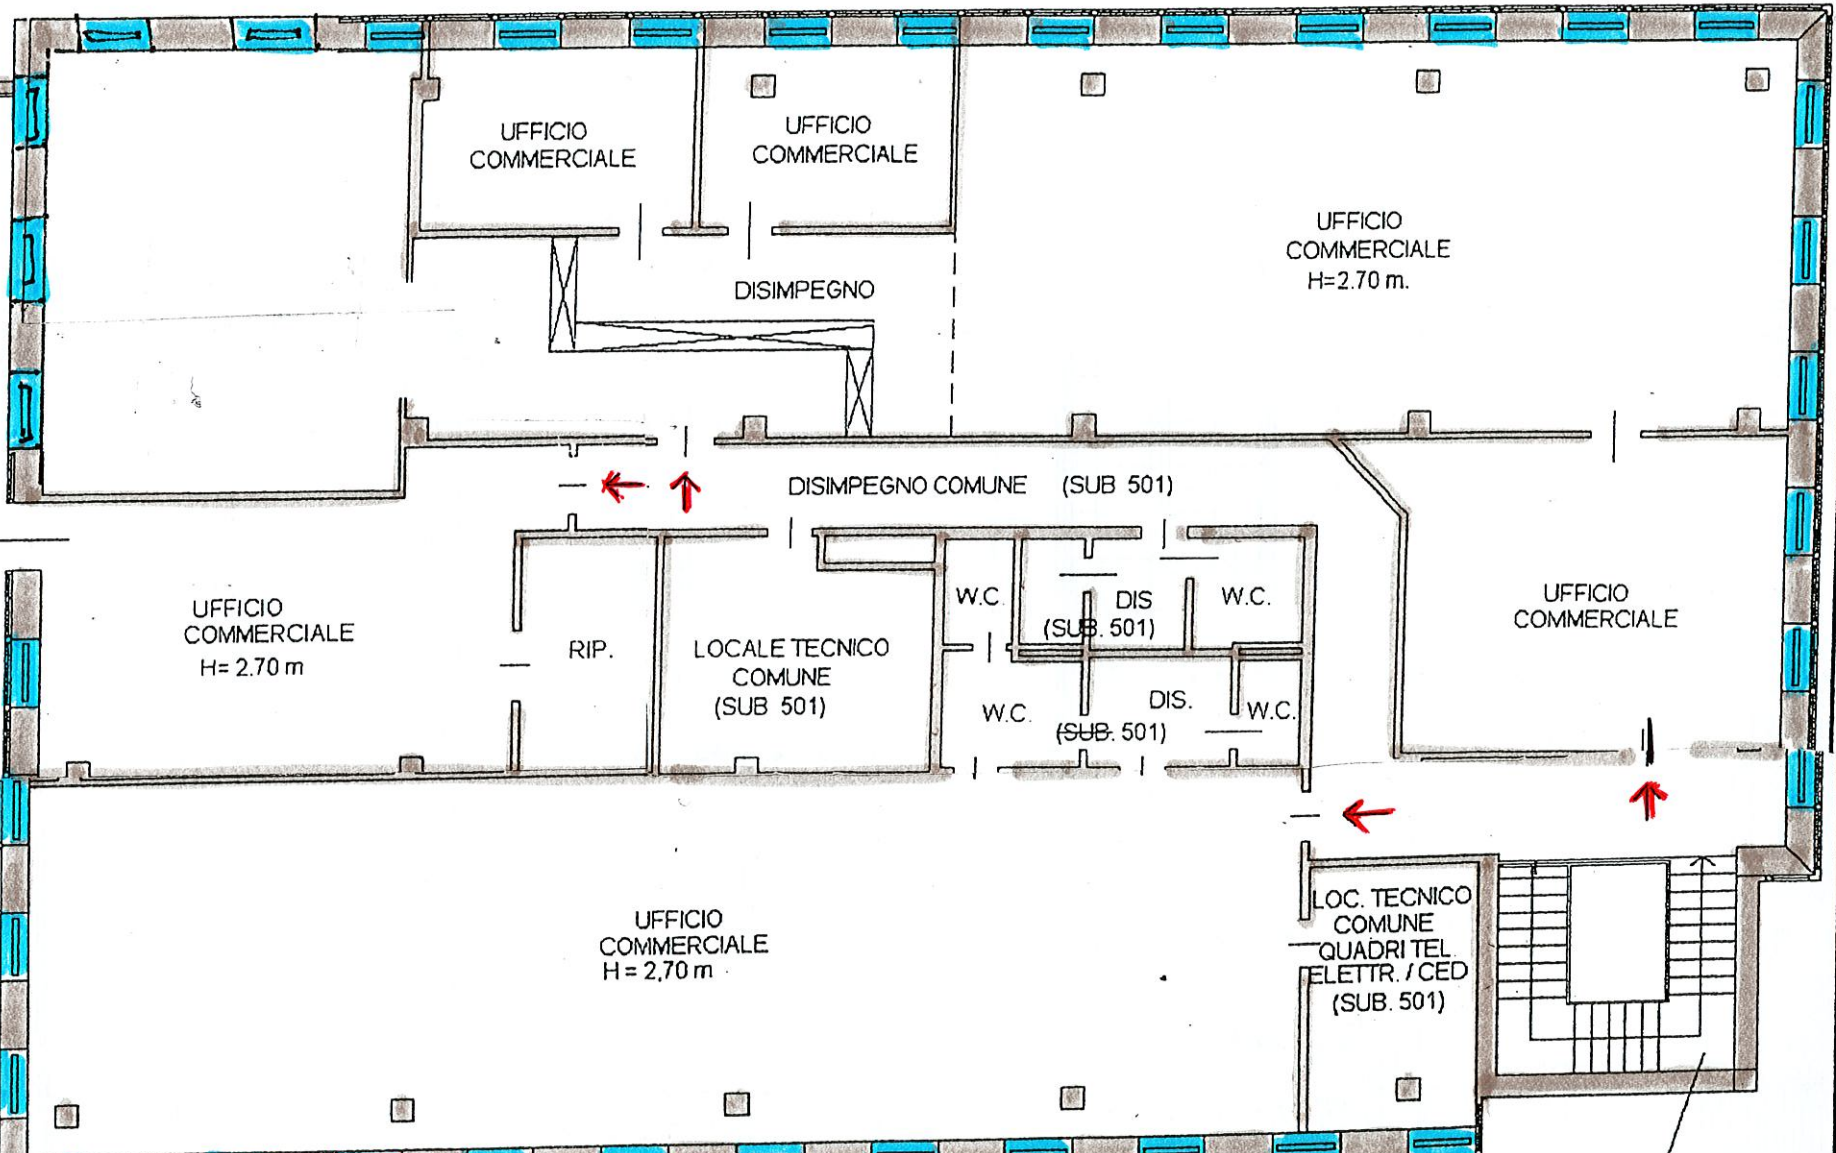 UFFICIO
COMMERCIALE
UFFICIO
COMMERCIALE
UFFICIO
COMMERCIALE
H=2.70 m.
DISIMPEGNO
DISIMPEGNO COMUNE (SUB 501)
UFFICIO
COMMERCIALE
H= 2.70 m
RIP.
LOCALE TECNICO
COMUNE
(SUB 501)
W.C.
DIS
(SUB. 501)
W.C.
W.C.
DIS.
(SUB. 501)
W.C.
UFFICIO
COMMERCIALE
UFFICIO
COMMERCIALE
H = 2,70 m
LOC. TECNICO
COMUNE
QUADRI TEL.
ELETTR. / CED
(SUB. 501)